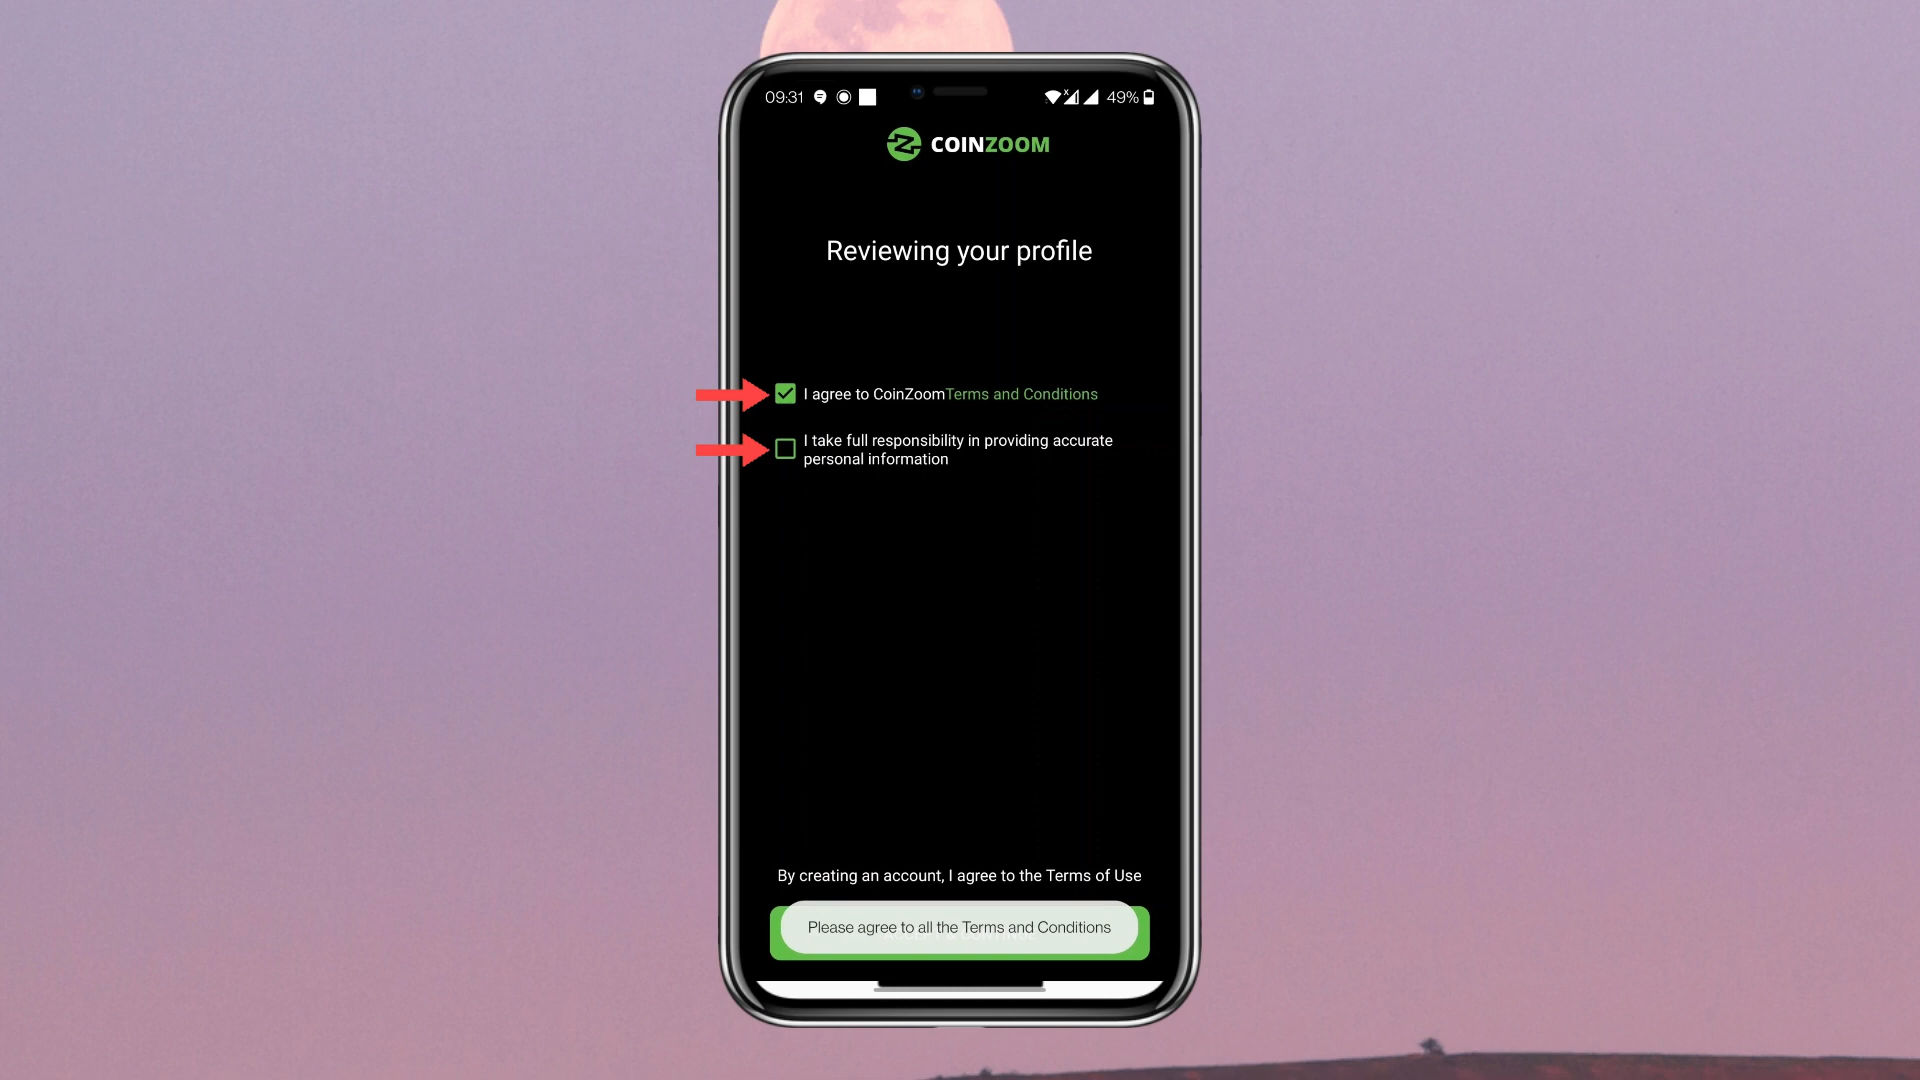 09:31
49%
COINZOOM
Reviewing your profile
I agree to CoinZoomTerms and Conditions
I take full responsibility in providing accurate
personal information
By creating an account, I agree to the Terms of Use
Please agree to all the Terms and Conditions